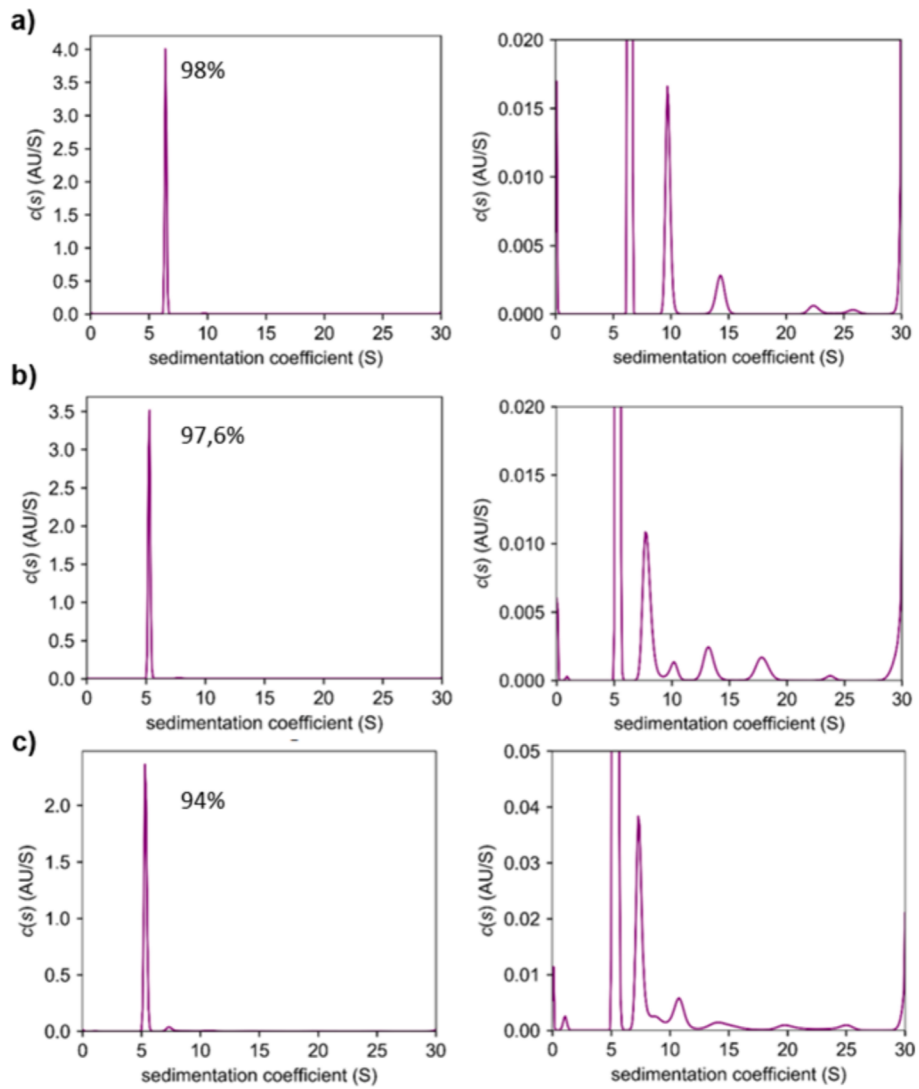 a)
4.0
3.5
3.0
2.5
2.0
1.5
1.0
0.5
0.0
c(s) (AU/S)
98%
0 5 10 15 20 25 30
sedimentation coefficient (S)
0.020
0.015
0.010
0.005
0.000
c(s) (AU/S)
0 5 10 15 20 25 30
sedimentation coefficient (S)
b)
3.5
3.0
2.5
2.0
1.5
1.0
0.5
0.0
c(s) (AU/S)
97,6%
0 5 10 15 20 25 30
sedimentation coefficient (S)
0.020
0.015
0.010
0.005
0.000
c(s) (AU/S)
0 5 10 15 20 25 30
sedimentation coefficient (S)
c)
2.0
1.5
1.0
0.5
0.0
c(s) (AU/S)
94%
0 5 10 15 20 25 30
sedimentation coefficient (S)
0.05
0.04
0.03
0.02
0.01
0.00
c(s) (AU/S)
0 5 10 15 20 25 30
sedimentation coefficient (S)